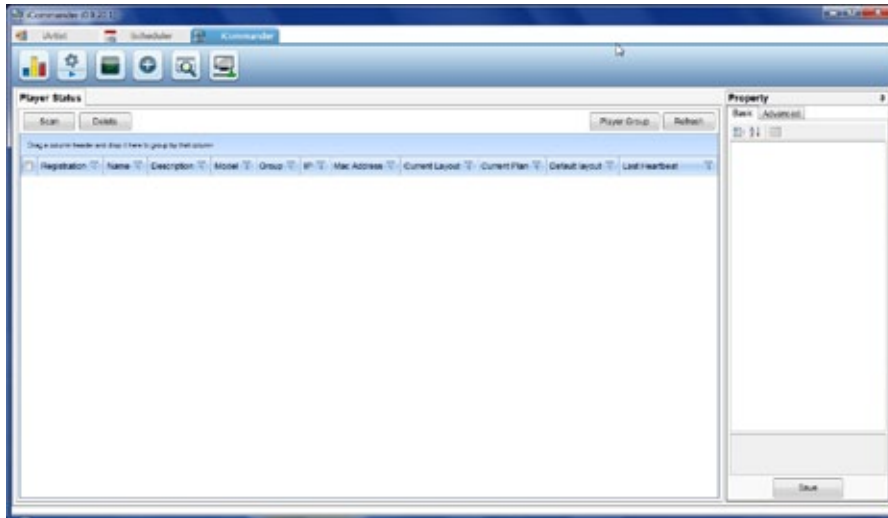 iCommander
iArtist Scheduler iCommander
Player Status
Property
Scan Delete Player Group Refresh
Basic Advanced
Drag a column header and drop it here to group by that column
Registration Name Description Model Group IP Mac Address Current Layout Current Plan Default layout Last Heartbeat
Save